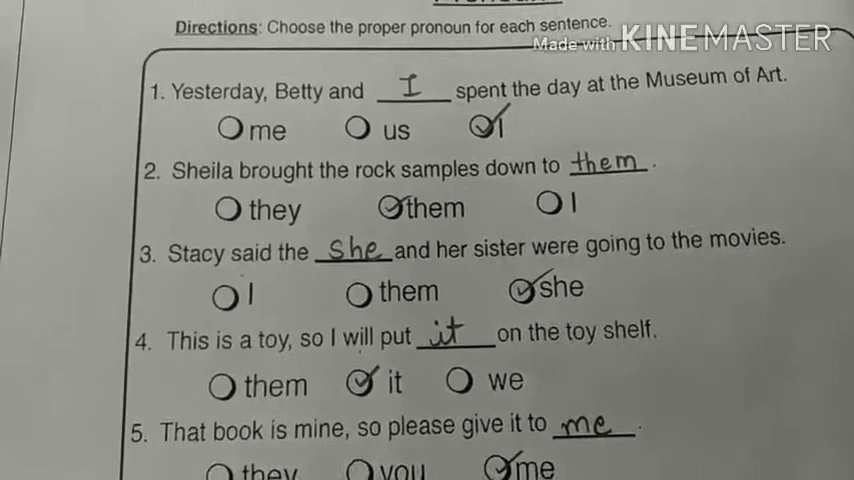 Directions: Choose the proper pronoun for each sentence.
Made with KINEMASTER
1. Yesterday, Betty and I spent the day at the Museum of Art.
me us I
2. Sheila brought the rock samples down to them.
they them I
3. Stacy said the she and her sister were going to the movies.
I them she
4. This is a toy, so I will put it on the toy shelf.
them it we
5. That book is mine, so please give it to me.
they you me